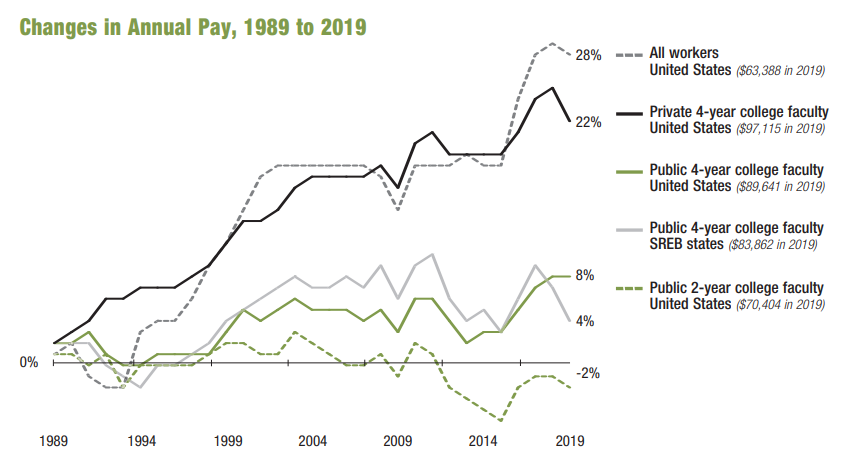 Changes in Annual Pay, 1989 to 2019
28%
22%
8%
4%
0%
-2%
1989
1994
1999
2004
2009
2014
2019
All workers
United States ($63,388 in 2019)
Private 4-year college faculty
United States ($97,115 in 2019)
Public 4-year college faculty
United States ($89,641 in 2019)
Public 4-year college faculty
SREB states ($83,862 in 2019)
Public 2-year college faculty
United States ($70,404 in 2019)